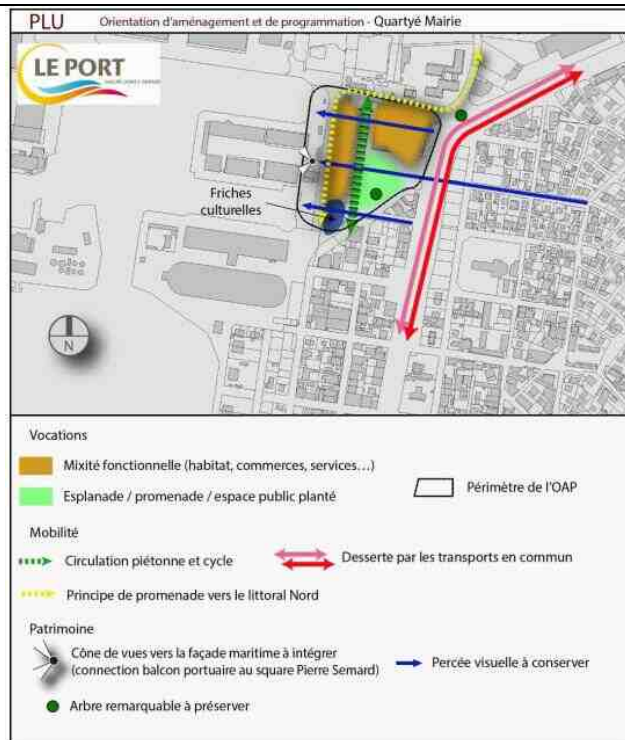 PLU Orientation d'aménagement et de programmation - Quartyé Mairie
LE PORT
Friches
culturelles
N
Vocations
Mixité fonctionnelle (habitat, commerces, services...)
Esplanade / promenade / espace public planté
Périmètre de l'OAP
Mobilité
Circulation piétonne et cycle
Desserte par les transports en commun
Principe de promenade vers le littoral Nord
Patrimoine
Cône de vues vers la façade maritime à intégrer
(connection balcon portuaire au square Pierre Semard)
Percée visuelle à conserver
Arbre remarquable à préserver